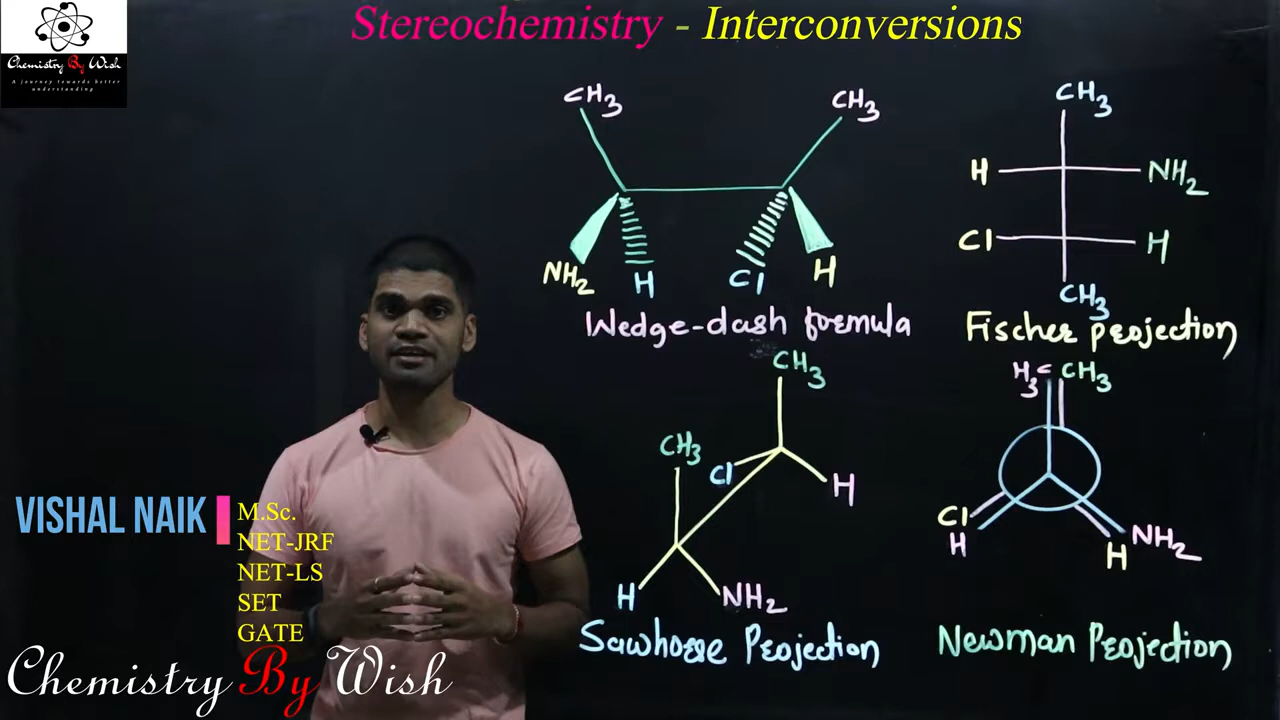 Stereochemistry - Interconversions
Chemistry By Wish
A journey towards better
understanding
CH3
CH3
NH2
H
Cl
H
Wedge-dash formula
CH3
H
NH2
Cl
H
CH3
Fischer projection
CH3
CH3
Cl
H
H
NH2
Sawhorse Projection
H3C
CH3
Cl
H
NH2
H
Newman Projection
VISHAL NAIK
M.Sc.
NET-JRF
NET-LS
SET
GATE
Chemistry By Wish